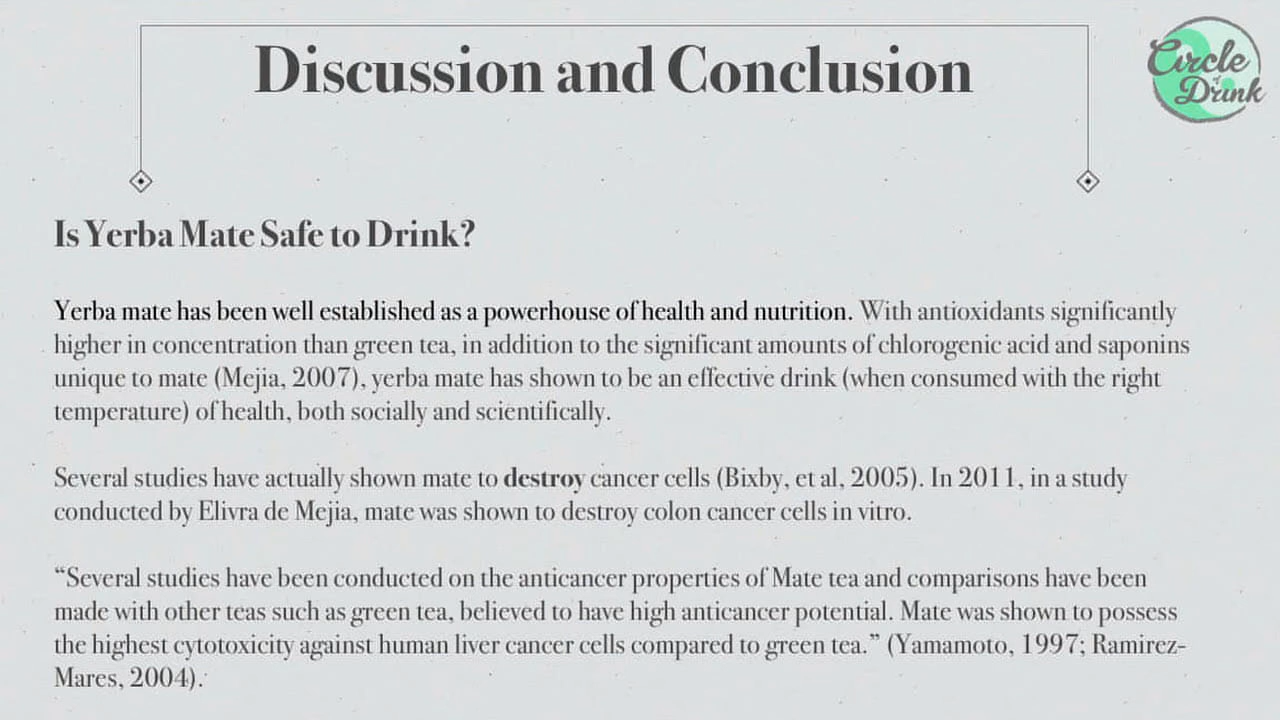 Discussion and Conclusion
Circle
of
Drink
Is Yerba Mate Safe to Drink?
Yerba mate has been well established as a powerhouse of health and nutrition. With antioxidants significantly
higher in concentration than green tea, in addition to the significant amounts of chlorogenic acid and saponins
unique to mate (Mejia, 2007), yerba mate has shown to be an effective drink (when consumed with the right
temperature) of health, both socially and scientifically.
Several studies have actually shown mate to destroy cancer cells (Bixby, et al, 2005). In 2011, in a study
conducted by Elivra de Mejia, mate was shown to destroy colon cancer cells in vitro.
“Several studies have been conducted on the anticancer properties of Mate tea and comparisons have been
made with other teas such as green tea, believed to have high anticancer potential. Mate was shown to possess
the highest cytotoxicity against human liver cancer cells compared to green tea.” (Yamamoto, 1997; Ramirez-
Mares, 2004).